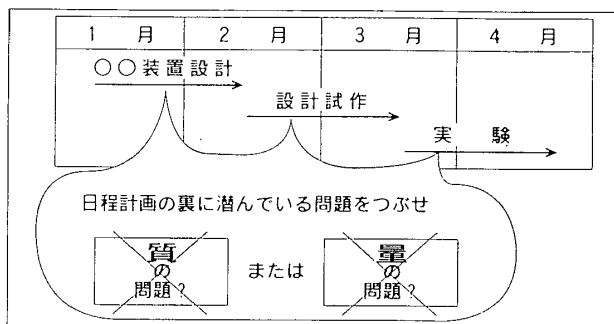 1 月 2 月 3 月 4 月
○○装置設計
設計試作
実 験
日程計画の裏に潜んでいる問題をつぶせ
質
の
問題？
または
量
の
問題？